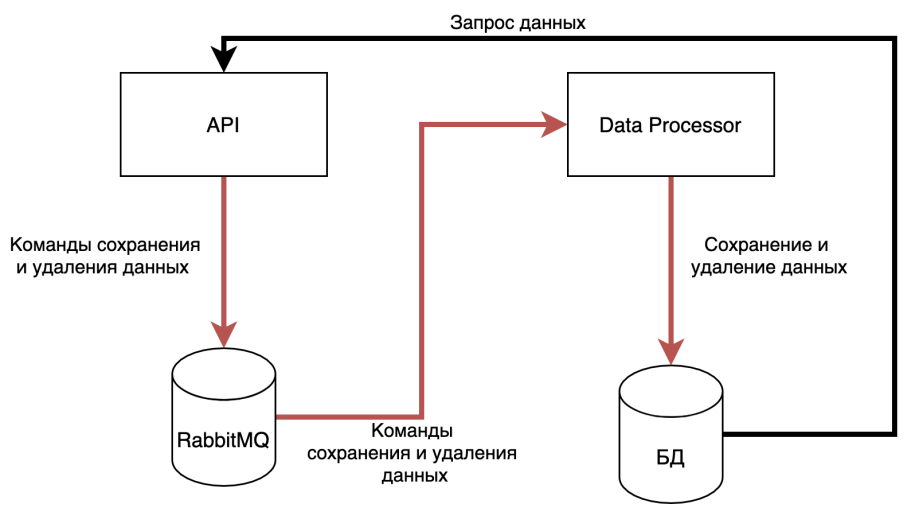 Запрос данных
API
Data Processor
Команды сохранения
и удаления данных
Сохранение и
удаление данных
RabbitMQ
Команды
сохранения и удаления
данных
БД